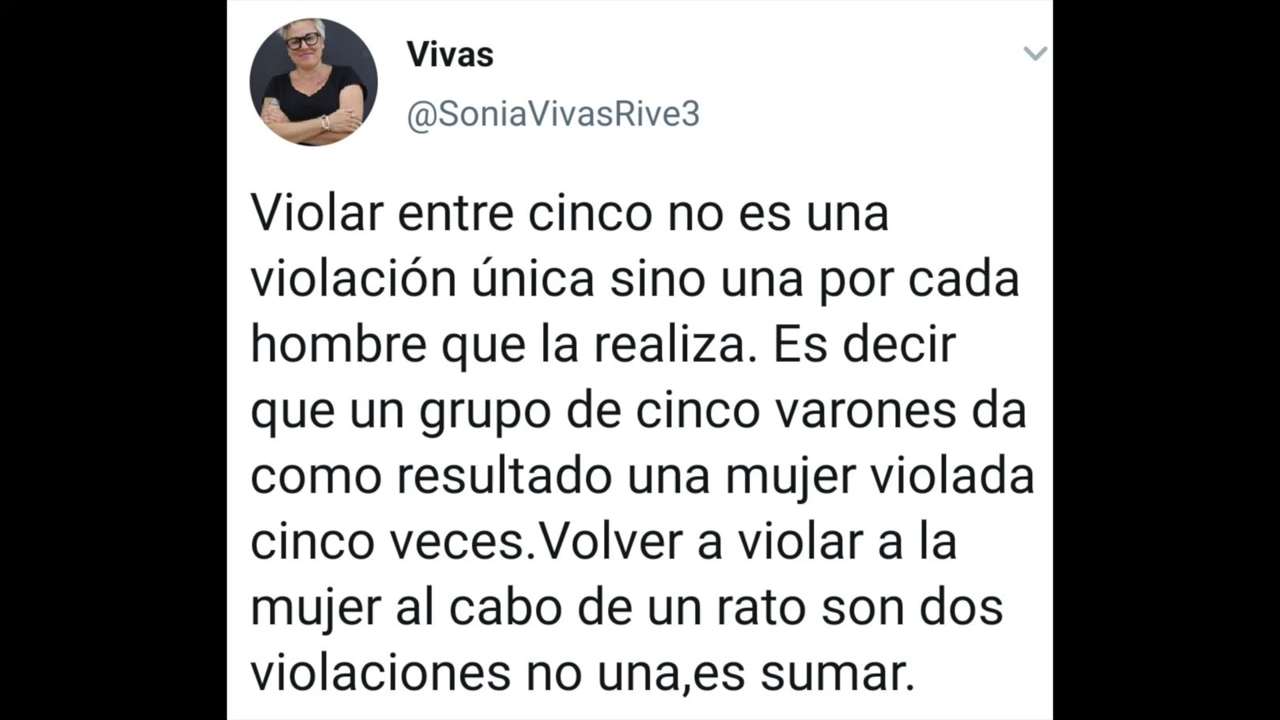 Vivas
@SoniaVivasRive3
Violar entre cinco no es una
violación única sino una por cada
hombre que la realiza. Es decir
que un grupo de cinco varones da
como resultado una mujer violada
cinco veces.Volver a violar a la
mujer al cabo de un rato son dos
violaciones no una,es sumar.